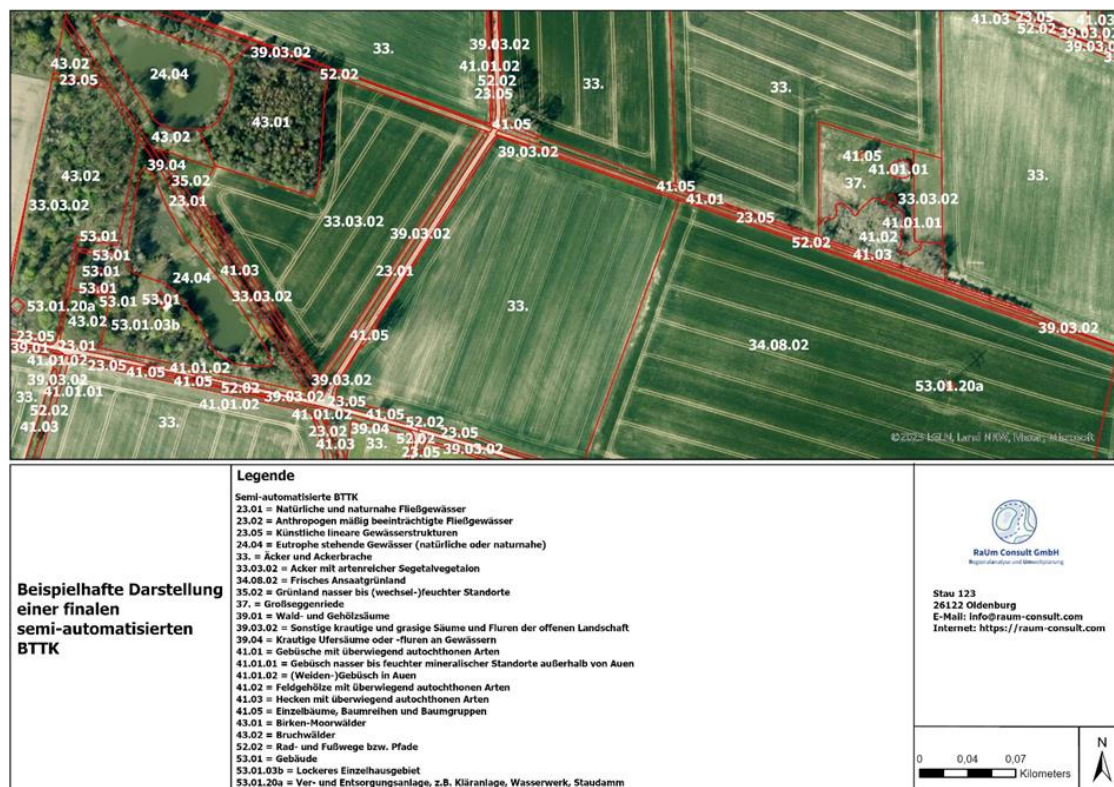 33.
39.03.02
41.03
23.05
41.03
52.02
39.03.02
39.0
43.02
23.05
24.04
39.03.02
41.01.02
52.02
23.05
52.02
33.
33.
43.01
43.02
41.05
39.03.02
41.05
41.01.01
37.
33.
39.04
35.02
23.01
43.02
33.03.02
41.05
41.01
33.03.02
33.03.02
39.03.02
23.05
41.01.01
52.02
41.02
41.03
53.01
53.01
53.01
53.01
53.01
53.01
24.04
41.03
23.01
33.03.02
33.
53.01.20a
43.02
53.01.03b
39.03.02
23.05
39.01
23.01
41.05
34.08.02
41.01.02
23.05
41.05
41.01.02
41.05
52.02
39.03.02
39.03.02
53.01.20a
39.03.02
41.01.01
41.01.02
23.05
33.
52.02
41.03
33.
41.01.02
41.05
52.02
23.02
39.04
23.05
41.03
33.
52.02
39.03.02
23.05
©2023 LGLN, Land NRW, Maxar, Microsoft
Beispielhafte Darstellung
einer finalen
semi-automatisierten
BTTK
Legende
Semi-automatisierte BTTK
23.01 = Natürliche und naturnahe Fließgewässer
23.02 = Anthropogen mäßig beeinträchtigte Fließgewässer
23.05 = Künstliche lineare Gewässerstrukturen
24.04 = Eutrophe stehende Gewässer (natürliche oder naturnahe)
33. = Äcker und Ackerbrache
33.03.02 = Acker mit artenreicher Segetalvegetaion
34.08.02 = Frisches Ansaatgrünland
35.02 = Grünland nasser bis (wechsel-)feuchter Standorte
37. = Großseggenriede
39.01 = Wald- und Gehölzsäume
39.03.02 = Sonstige krautige und grasige Säume und Fluren der offenen Landschaft
39.04 = Krautige Ufersäume oder -fluren an Gewässern
41.01 = Gebüsche mit überwiegend autochthonen Arten
41.01.01 = Gebüsch nasser bis feuchter mineralischer Standorte außerhalb von Auen
41.01.02 = (Weiden-)Gebüsch in Auen
41.02 = Feldgehölze mit überwiegend autochthonen Arten
41.03 = Hecken mit überwiegend autochthonen Arten
41.05 = Einzelbäume, Baumreihen und Baumgruppen
43.01 = Birken-Moorwälder
43.02 = Bruchwälder
52.02 = Rad- und Fußwege bzw. Pfade
53.01 = Gebäude
53.01.03b = Lockeres Einzelhausgebiet
53.01.20a = Ver- und Entsorgungsanlage, z.B. Kläranlage, Wasserwerk, Staudamm
RaUm Consult GmbH
Regionalanalyse und Umweltplanung
Stau 123
26122 Oldenburg
E-Mail: info@raum-consult.com
Internet: https://raum-consult.com
0 0,04 0,07
Kilometers
N